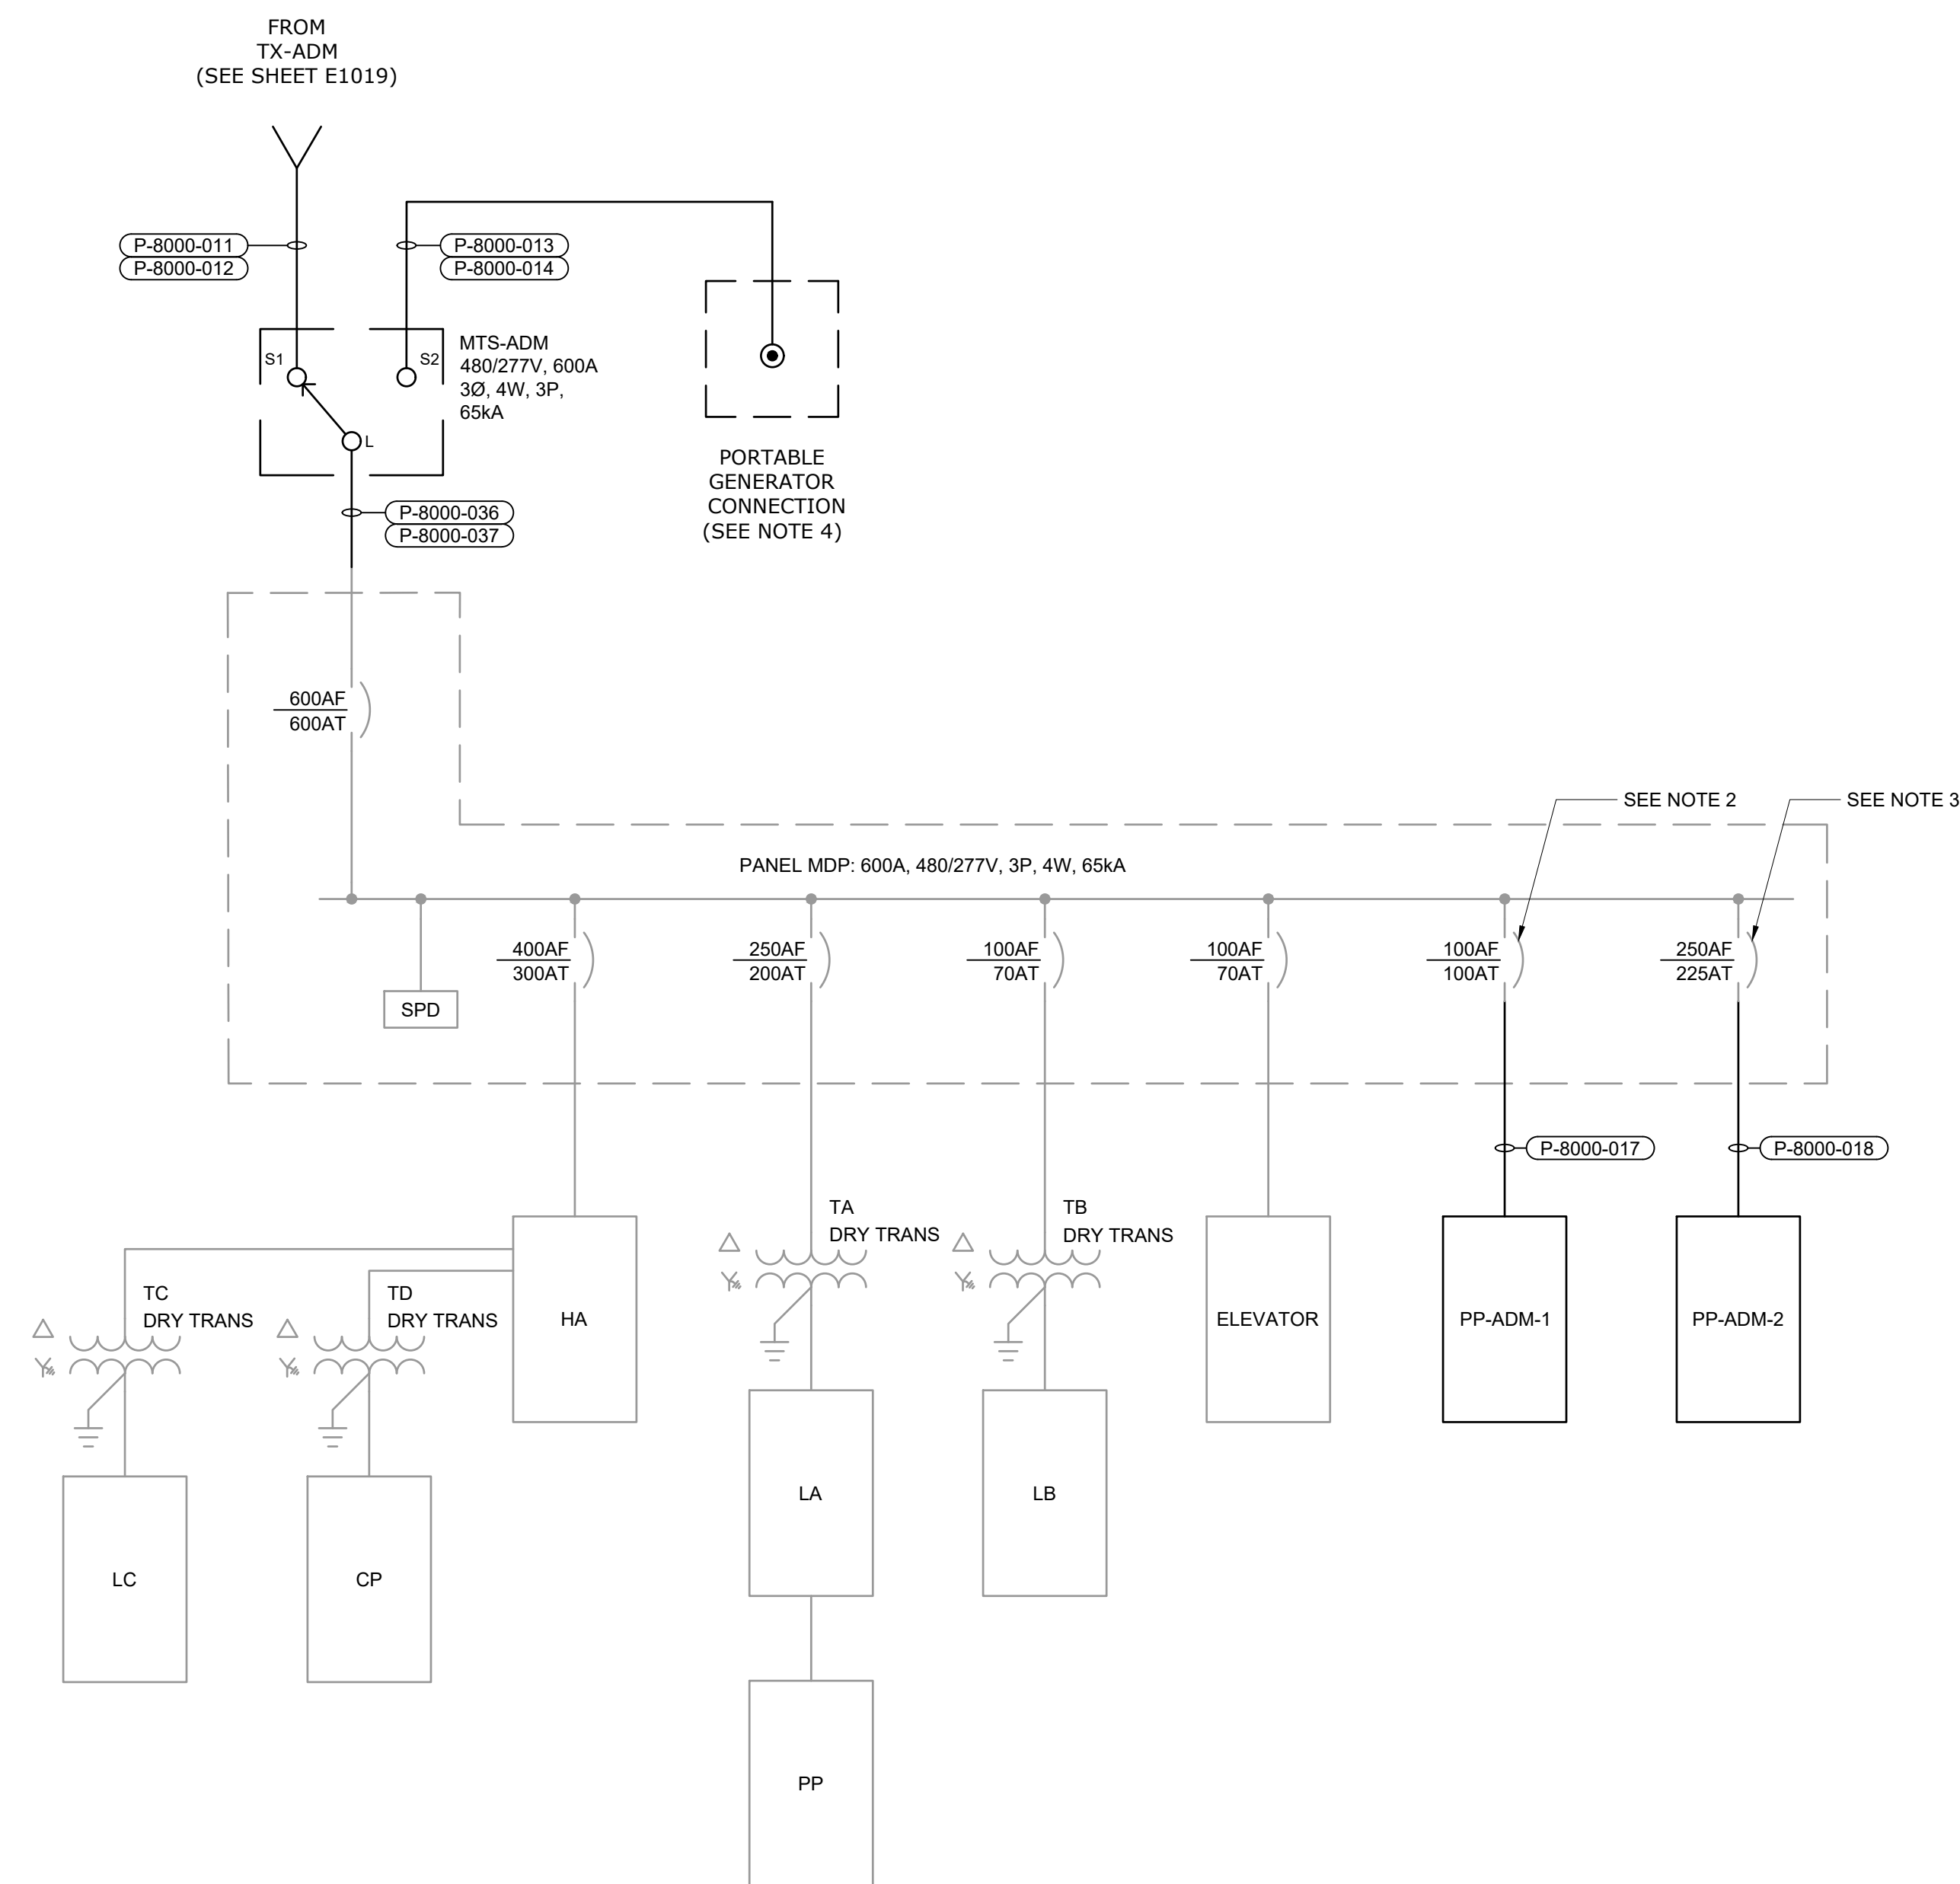 FROM
TX-ADM
(SEE SHEET E1019)
P-8000-011
P-8000-012
P-8000-013
P-8000-014
S1
S2
L
MTS-ADM
480/277V, 600A
3Ø, 4W, 3P,
65kA
PORTABLE
GENERATOR
CONNECTION
(SEE NOTE 4)
P-8000-036
P-8000-037
600AF
600AT
SEE NOTE 2
SEE NOTE 3
PANEL MDP: 600A, 480/277V, 3P, 4W, 65kA
SPD
400AF
300AT
250AF
200AT
100AF
70AT
100AF
70AT
100AF
100AT
250AF
225AT
P-8000-017
P-8000-018
TA
DRY TRANS
TB
DRY TRANS
TC
DRY TRANS
TD
DRY TRANS
HA
ELEVATOR
PP-ADM-1
PP-ADM-2
LA
LB
LC
CP
PP